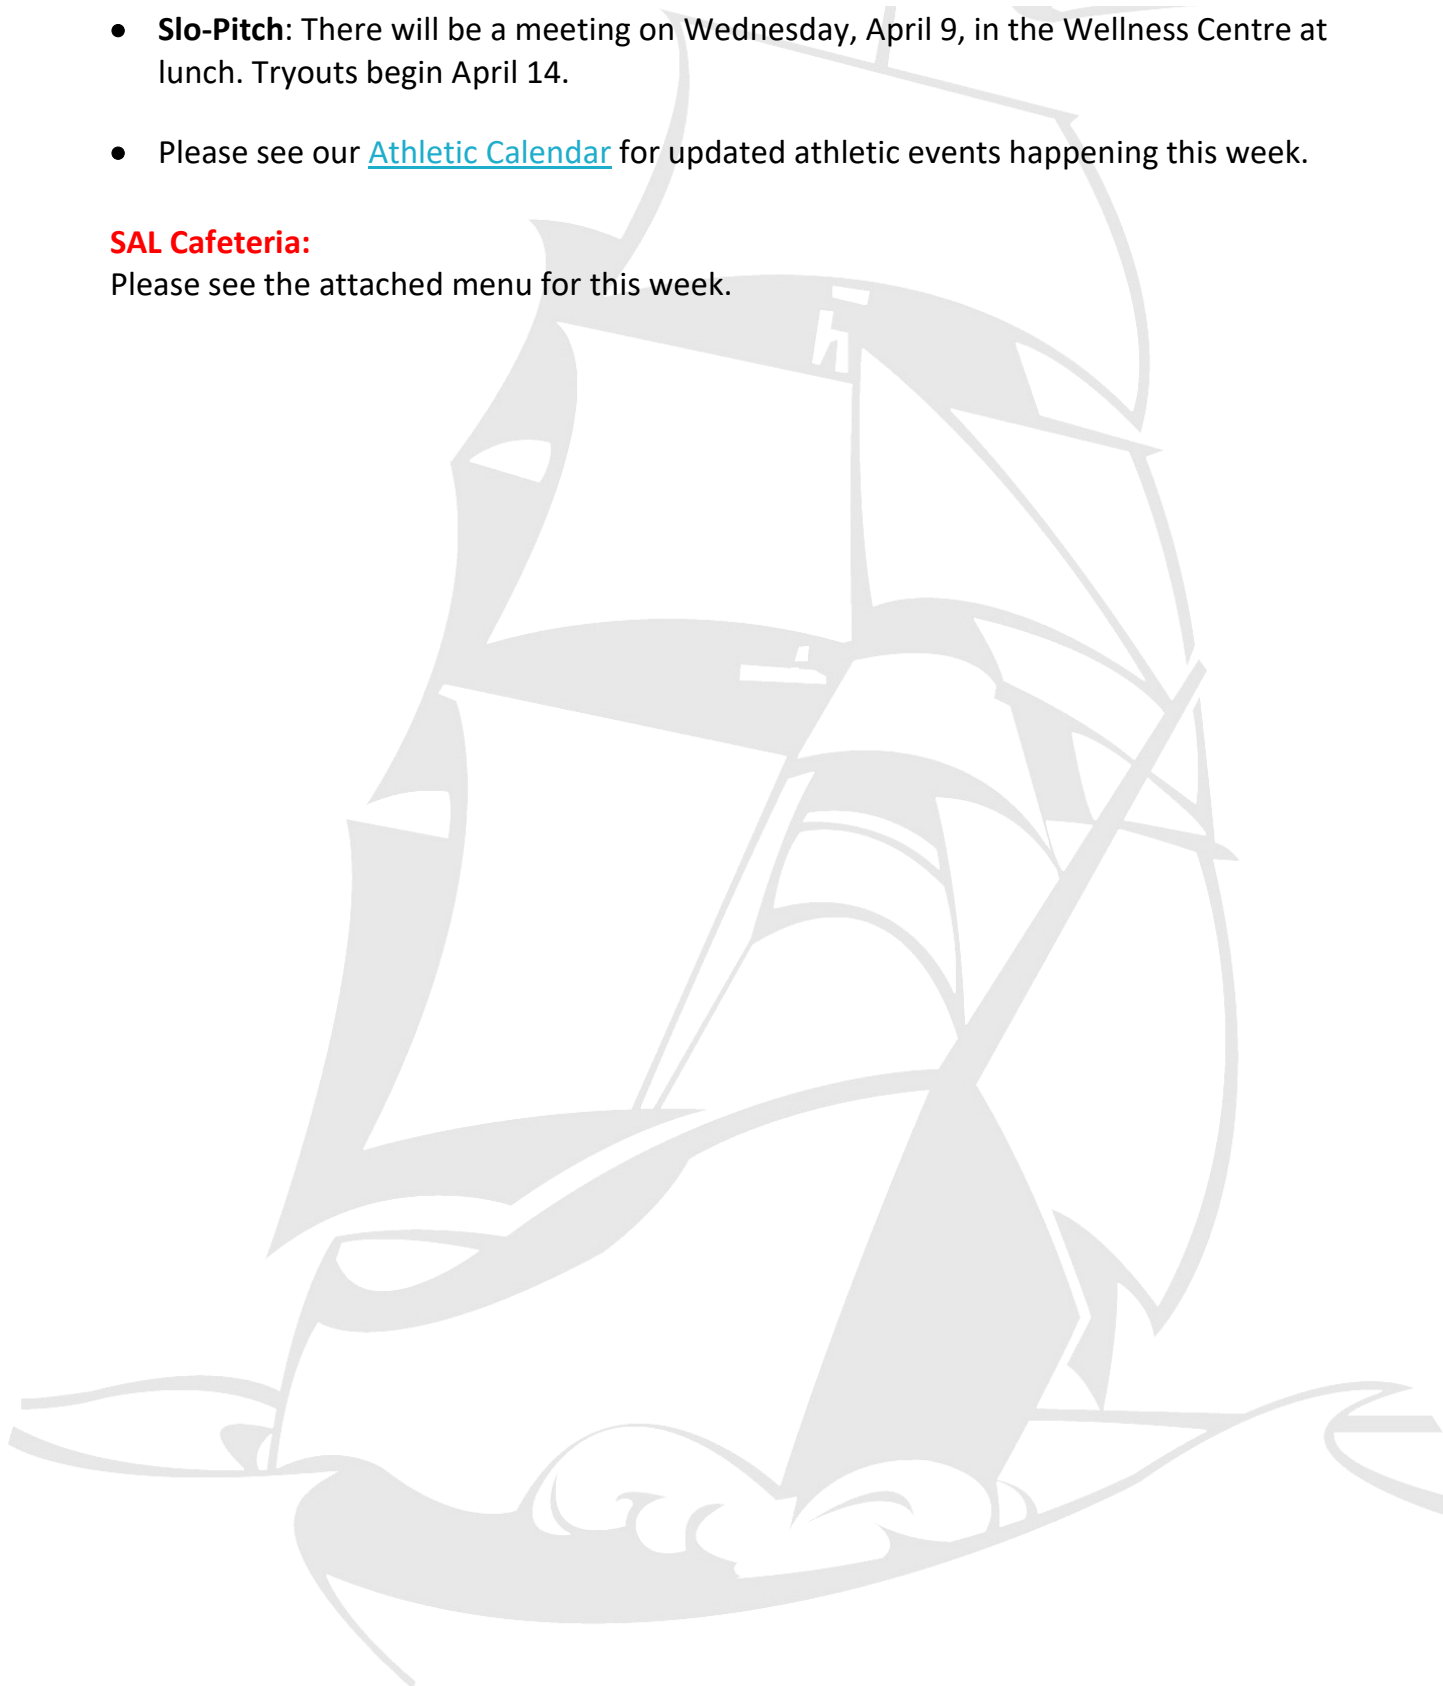 ● Slo-Pitch: There will be a meeting on Wednesday, April 9, in the Wellness Centre at
lunch. Tryouts begin April 14.
● Please see our Athletic Calendar for updated athletic events happening this week.
SAL Cafeteria:
Please see the attached menu for this week.